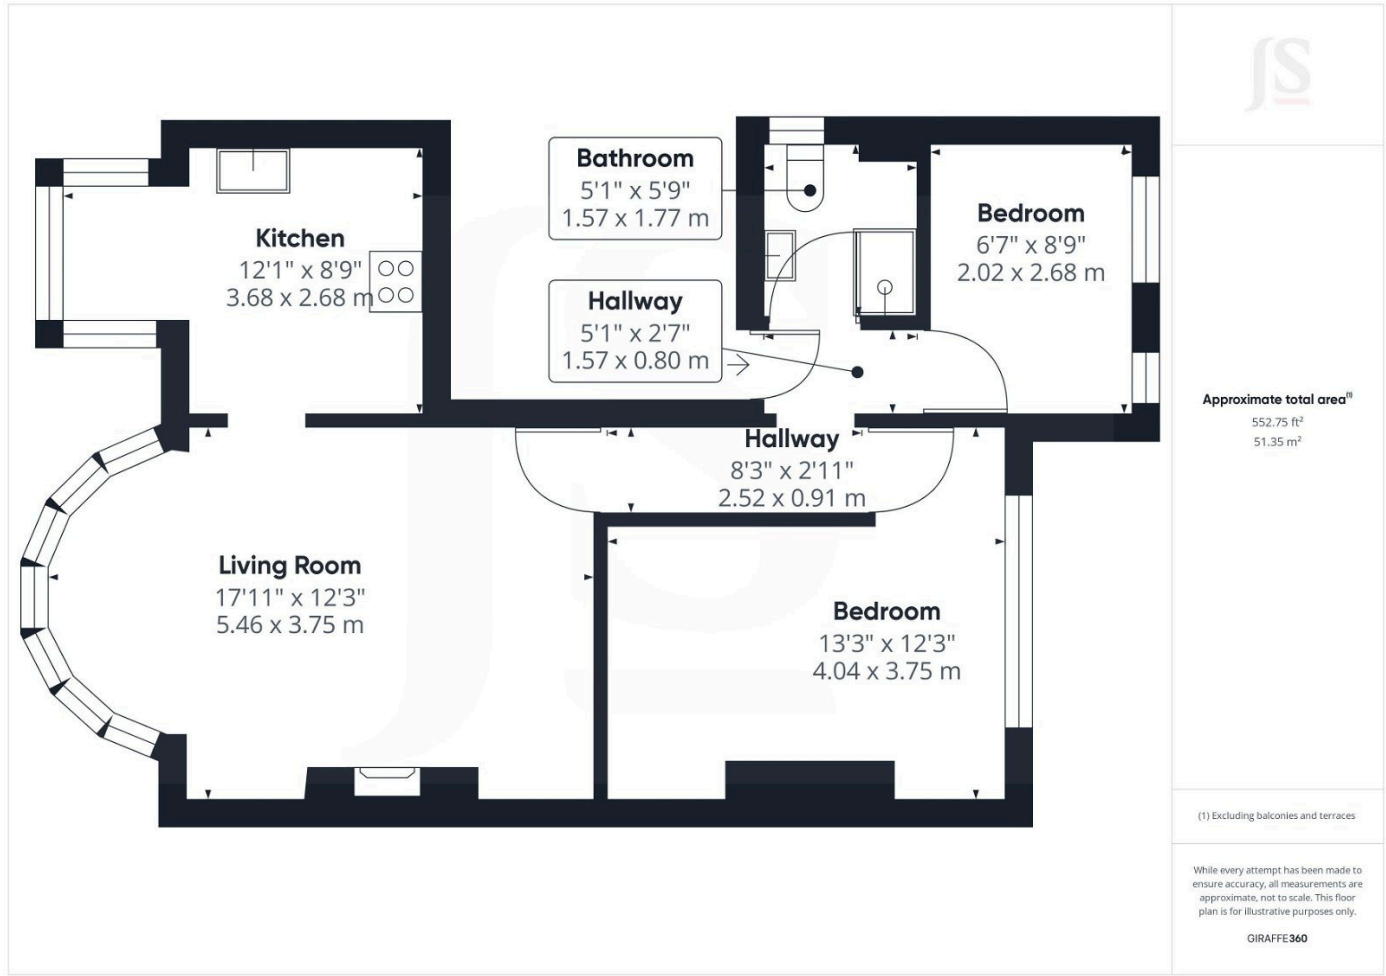 JS
Bathroom
5'1" x 5'9"
1.57 x 1.77 m
Bedroom
6'7" x 8'9"
2.02 x 2.68 m
Kitchen
12'1" x 8'9"
3.68 x 2.68 m
Hallway
5'1" x 2'7"
1.57 x 0.80 m
Hallway
8'3" x 2'11"
2.52 x 0.91 m
Living Room
17'11" x 12'3"
5.46 x 3.75 m
Bedroom
13'3" x 12'3"
4.04 x 3.75 m
Approximate total area(1)
552.75 ft²
51.35 m²
(1) Excluding balconies and terraces
While every attempt has been made to
ensure accuracy, all measurements are
approximate, not to scale. This floor
plan is for illustrative purposes only.
GIRAFFE360